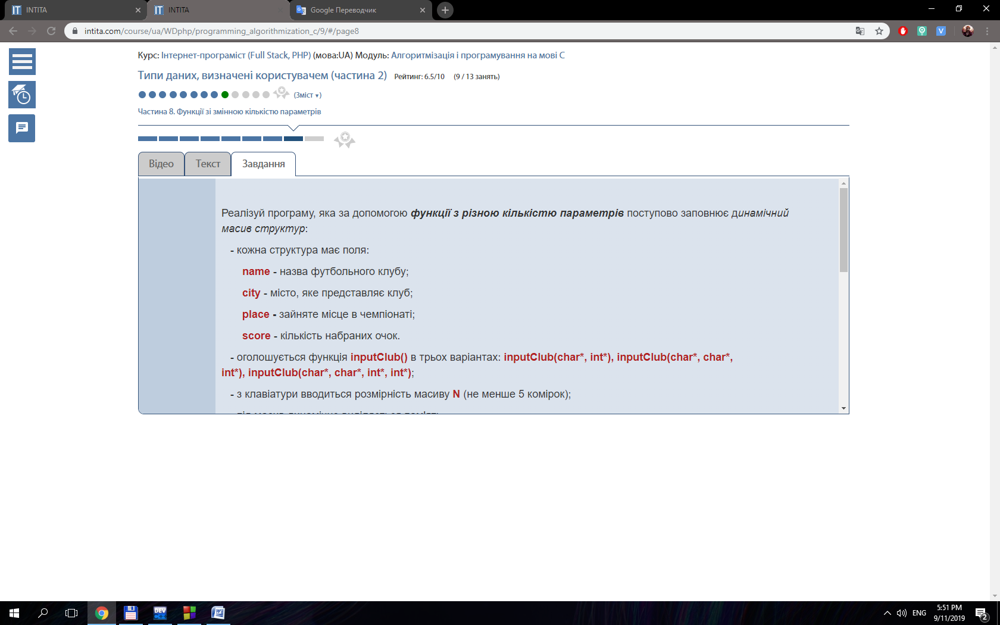 INTITA
INTITA
Google Переводчик
intita.com/course/ua/WDphp/programming_algorithmization_c/9/#/page8
Курс: Інтернет-програміст (Full Stack, PHP) (мова:UA) Модуль: Алгоритмізація і програмування на мові C
Типи даних, визначені користувачем (частина 2) Рейтинг: 6.5/10 (9 / 13 занять)
(Зміст ▾)
Частина 8. Функції зі змінною кількістю параметрів
Відео Текст Завдання
Реалізуй програму, яка за допомогою функції з різною кількістю параметрів поступово заповнює динамічний
масив структур:
- кожна структура має поля:
name - назва футбольного клубу;
city - місто, яке представляє клуб;
place - зайняте місце в чемпіонаті;
score - кількість набраних очок.
- оголошується функція inputClub() в трьох варіантах: inputClub(char*, int*), inputClub(char*, char*,
int*), inputClub(char*, char*, int*, int*);
- з клавіатури вводиться розмірність масиву N (не менше 5 комірок);
ENG
5:51 PM
9/11/2019
2